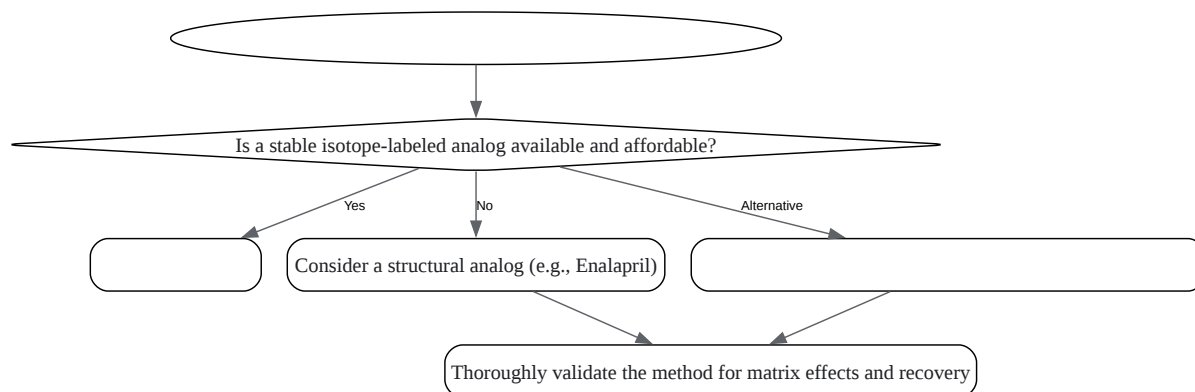 Is a stable isotope-labeled analog available and affordable?
Yes
No
Alternative
Consider a structural analog (e.g., Enalapril)
Thoroughly validate the method for matrix effects and recovery